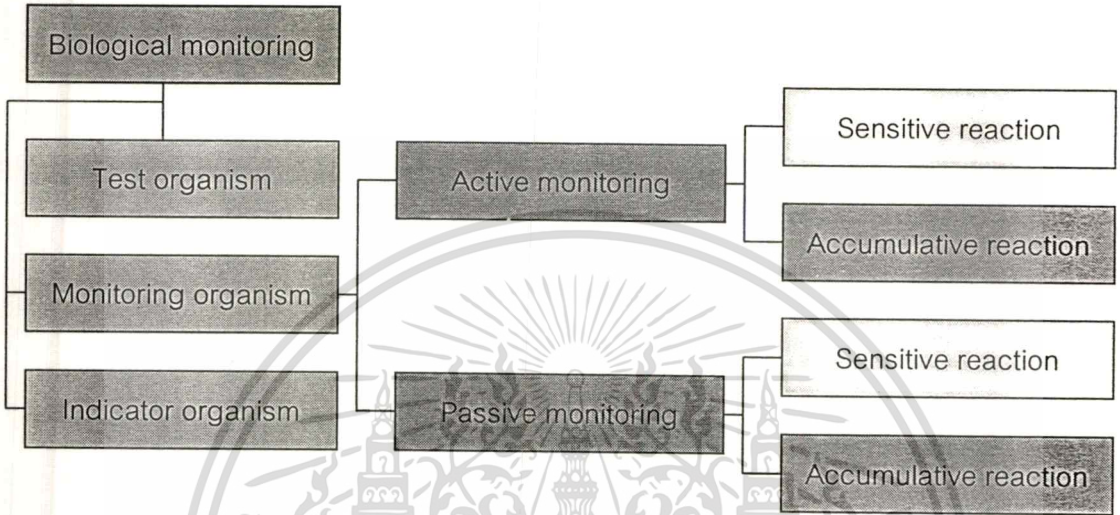 Biological monitoring
Test organism
Monitoring organism
Indicator organism
Active monitoring
Passive monitoring
Sensitive reaction
Accumulative reaction
Sensitive reaction
Accumulative reaction